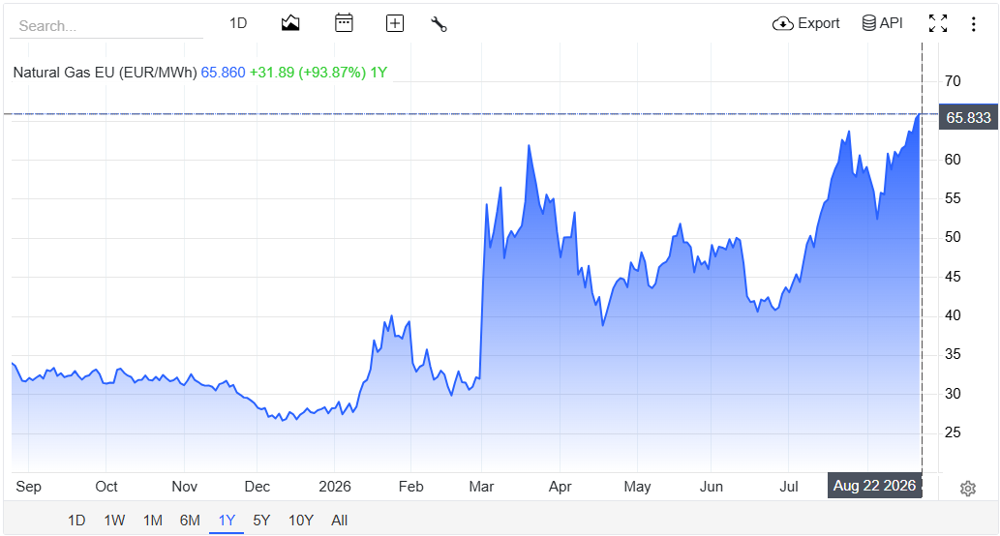 Search... 1D Export API
Natural Gas EU (EUR/MWh) 65.860 +31.89 (+93.87%) 1Y
70
65.833
60
55
50
45
40
35
30
25
Sep Oct Nov Dec 2026 Feb Mar Apr May Jun Jul Aug 22 2026
1D 1W 1M 6M 1Y 5Y 10Y All